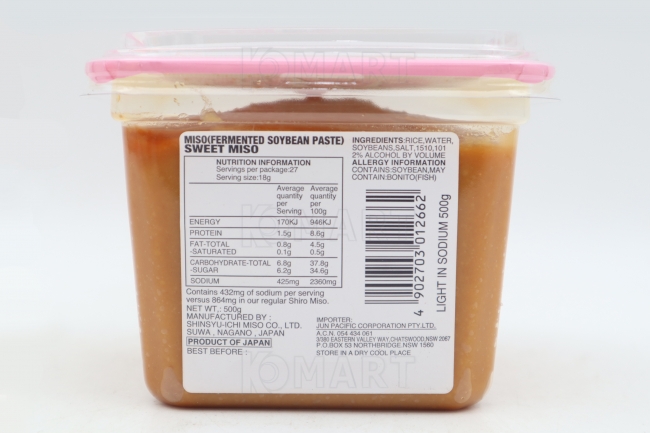 KOMART
MISO(FERMENTED SOYBEAN PASTE)
SWEET MISO
NUTRITION INFORMATION
Servings per package:27
Serving size:18g
Average quantity per Serving Average quantity per 100g
ENERGY 170KJ 946KJ
PROTEIN 1.5g 8.6g
FAT-TOTAL 0.8g 4.5g
-SATURATED 0.1g 0.5g
CARBOHYDRATE-TOTAL 6.8g 37.8g
-SUGAR 6.2g 34.6g
SODIUM 425mg 2360mg
Contains 432mg of sodium per serving
versus 864mg in our regular Shiro Miso.
NET WT.; 500g
MANUFACTURED BY :
SHINSYU-ICHI MISO CO., LTD.
SUWA , NAGANO , JAPAN
PRODUCT OF JAPAN
BEST BEFORE :
INGREDIENTS:RICE,WATER,
SOYBEANS,SALT,1510,101
2% ALCOHOL BY VOLUME
ALLERGY INFORMATION
CONTAINS:SOYBEAN,MAY
CONTAIN:BONITO(FISH)
4 902703 012662
LIGHT IN SODIUM 500g
IMPORTER:
JUN PACIFIC CORPORATION PTY.LTD.
A.C.N. 054 434 061
3/380 EASTERN VALLEY WAY,CHATSWOOD,NSW 2067
P.O.BOX 53 NORTHBRIDGE NSW 1560
STORE IN A DRY COOL PLACE
KOMART